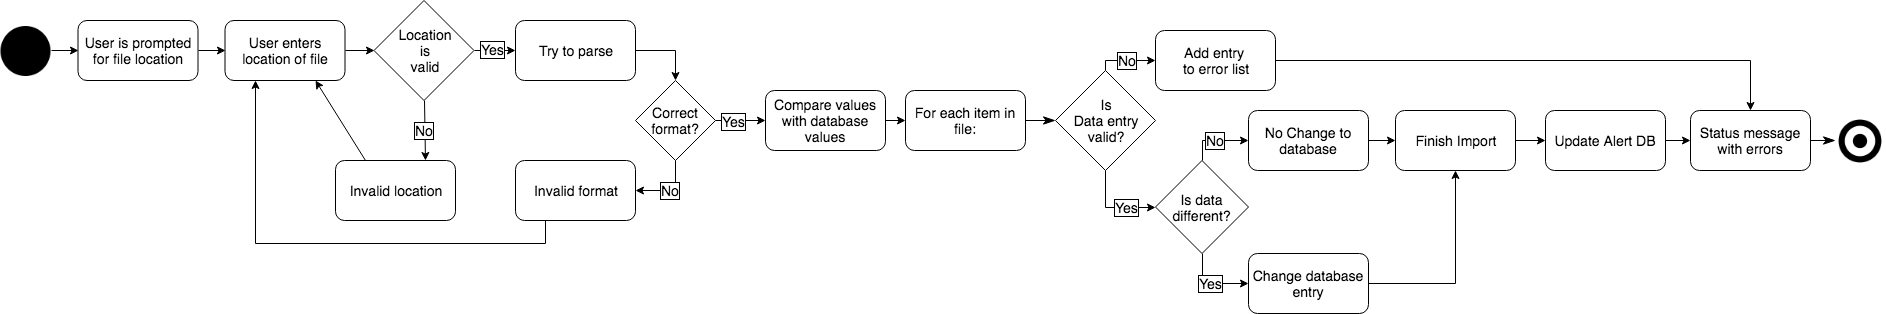 User is prompted
for file location
User enters
location of file
Location
is
valid
Yes
Try to parse
No
Invalid location
Correct
format?
Yes
No
Invalid format
Compare values
with database
values
For each item in
file:
Is
Data entry
valid?
No
Add entry
to error list
Yes
Is data
different?
No
No Change to
database
Yes
Change database
entry
Finish Import
Update Alert DB
Status message
with errors